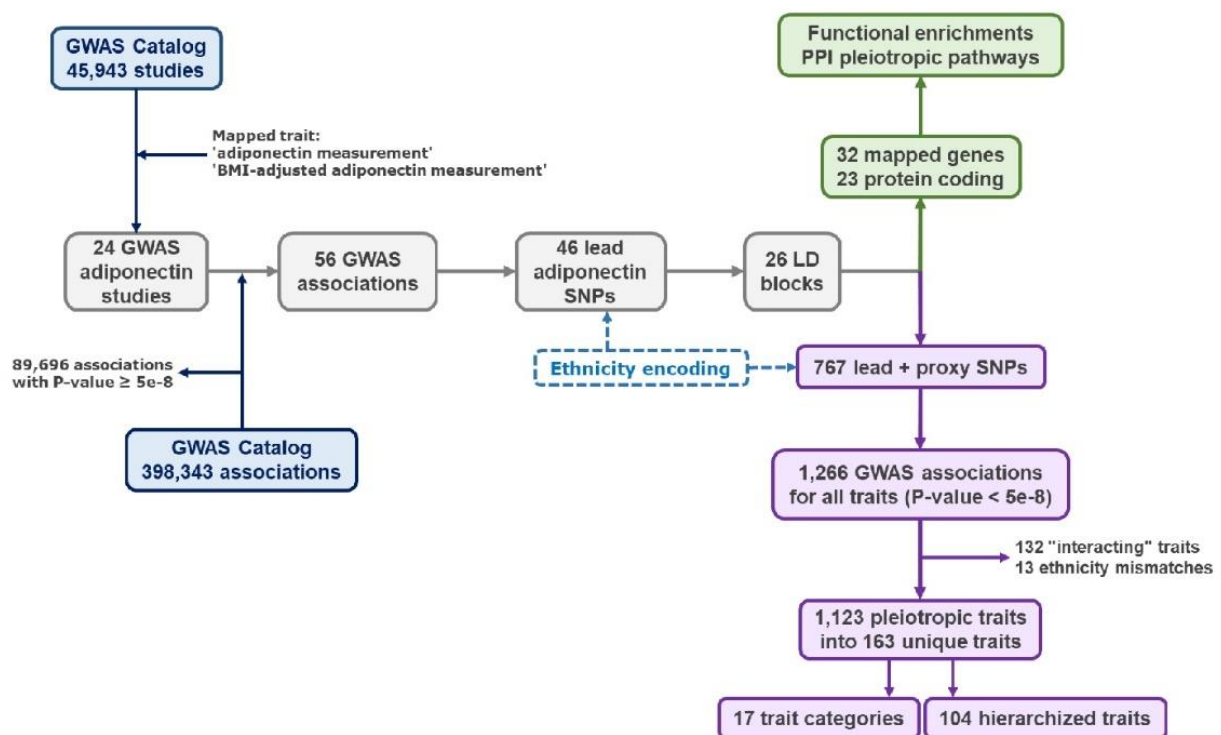 GWAS Catalog
45,943 studies
Functional enrichments
PPI pleiotropic pathways
Mapped trait:
'adiponectin measurement'
'BMI-adjusted adiponectin measurement'
32 mapped genes
23 protein coding
24 GWAS
adiponectin
studies
56 GWAS
associations
46 lead
adiponectin
SNPs
26 LD
blocks
89,696 associations
with P-value ≥ 5e-8
Ethnicity encoding
767 lead + proxy SNPs
GWAS Catalog
398,343 associations
1,266 GWAS associations
for all traits (P-value < 5e-8)
132 "interacting" traits
13 ethnicity mismatches
1,123 pleiotropic traits
into 163 unique traits
17 trait categories
104 hierarchized traits